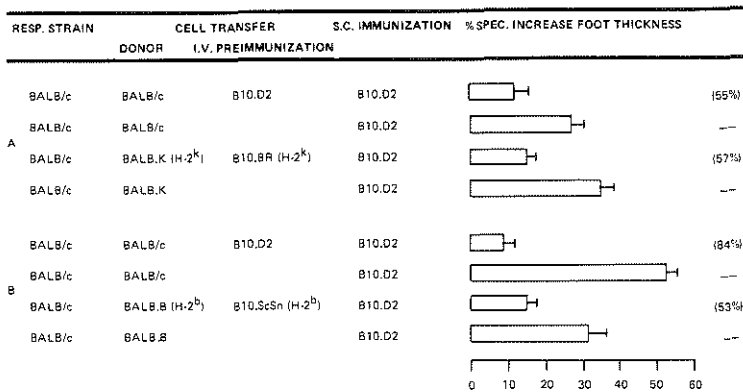 RESP. STRAIN CELL TRANSFER S.C. IMMUNIZATION % SPEC. INCREASE FOOT THICKNESS
DONOR I.V. PREIMMUNIZATION
BALB/c BALB/c B10.D2 B10.D2 (55%)
BALB/c BALB/c B10.D2 --
A
BALB/c BALB.K (H-2ᵏ) B10.BR (H-2ᵏ) B10.D2 (57%)
BALB/c BALB.K B10.D2 --
BALB/c BALB/c B10.D2 B10.D2 (84%)
BALB/c BALB/c B10.D2 --
B
BALB/c BALB.B (H-2ᵇ) B10.ScSn (H-2ᵇ) B10.D2 (53%)
BALB/c BALB.B B10.D2 --
0 10 20 30 40 50 60